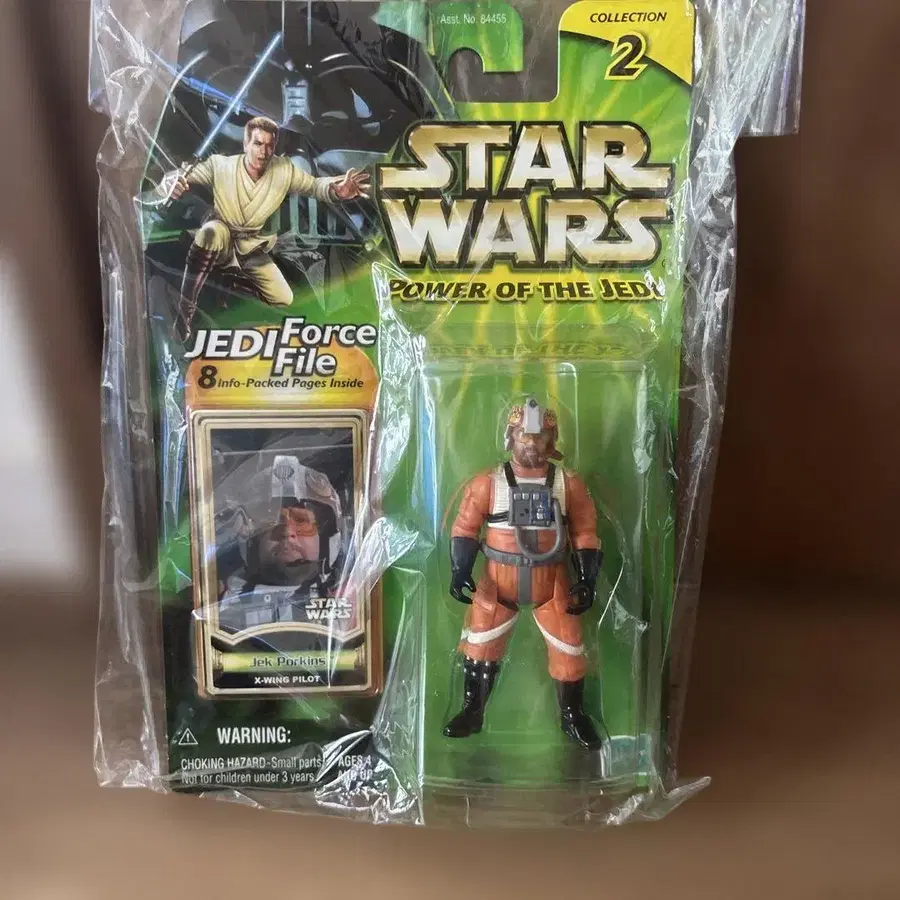 Asst. No. 84455
COLLECTION
2
STAR
WARS
POWER OF THE JEDI
JEDI Force
File
8 Info-Packed Pages Inside
STAR
WARS
Jek Porkins
X-WING PILOT
WARNING:
CHOKING HAZARD-Small parts
Not for children under 3 years.
AGES 4
AND UP